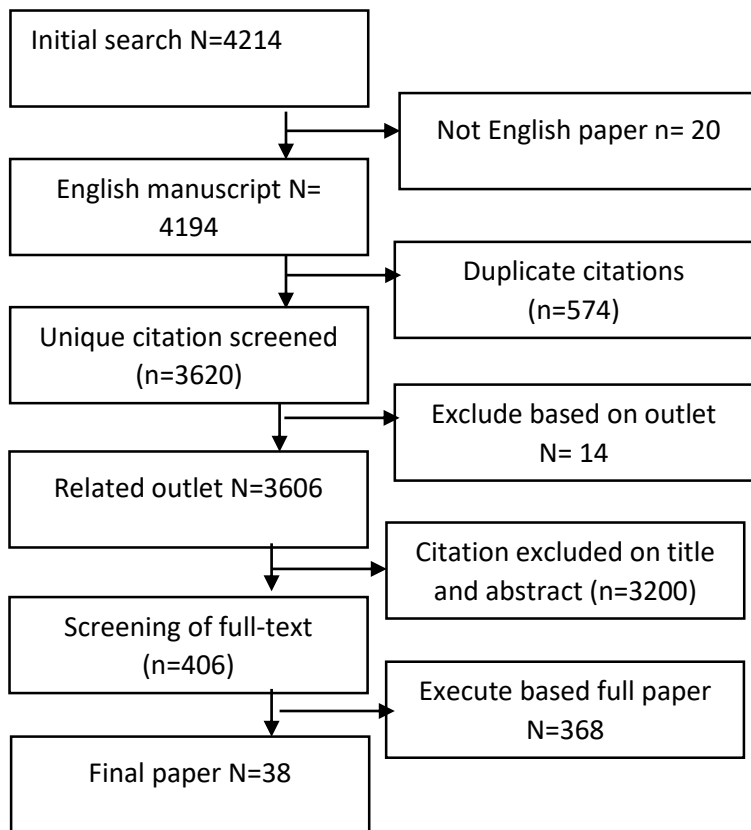 Initial search N=4214
Not English paper n= 20
English manuscript N=
4194
Duplicate citations
(n=574)
Unique citation screened
(n=3620)
Exclude based on outlet
N= 14
Related outlet N=3606
Citation excluded on title
and abstract (n=3200)
Screening of full-text
(n=406)
Execute based full paper
N=368
Final paper N=38